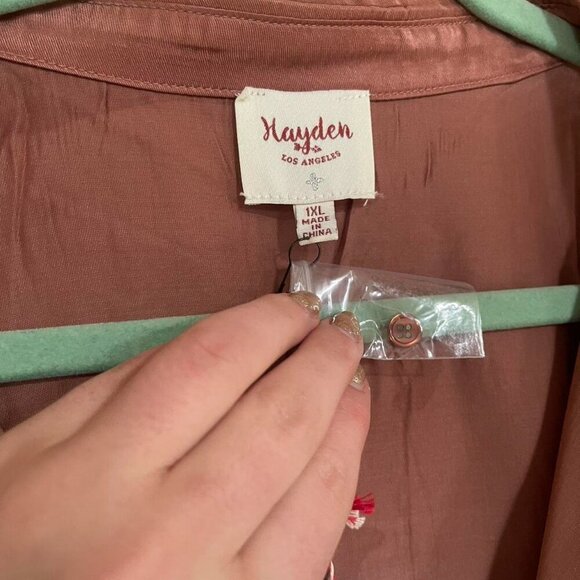 Hayden
LOS ANGELES
1XL
MADE
IN
CHINA